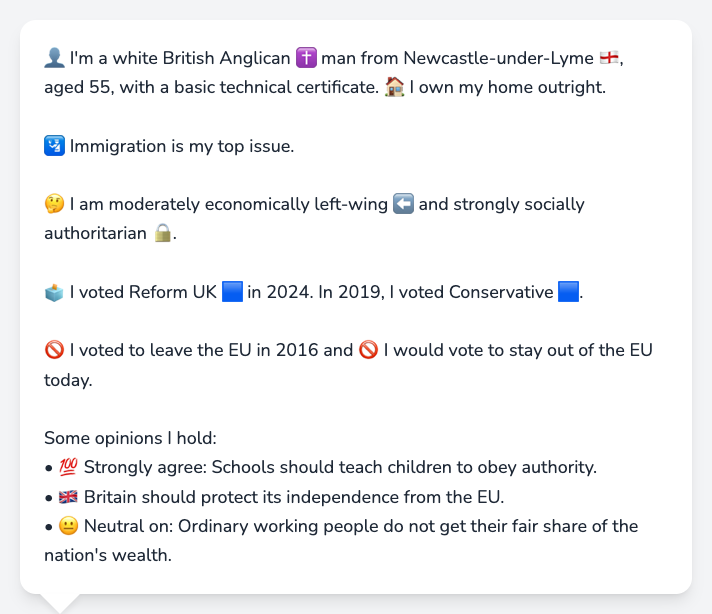 👤 I'm a white British Anglican ✝️ man from Newcastle-under-Lyme 🏴󠁧󠁢󠁥󠁮󠁧󠁿,
aged 55, with a basic technical certificate. 🏠 I own my home outright.
🛂 Immigration is my top issue.
🤔 I am moderately economically left-wing ⬅️ and strongly socially
authoritarian 🔒.
🗳️ I voted Reform UK 🟦 in 2024. In 2019, I voted Conservative 🟦.
🚫 I voted to leave the EU in 2016 and 🚫 I would vote to stay out of the EU
today.
Some opinions I hold:
• 💯 Strongly agree: Schools should teach children to obey authority.
• 🇬🇧 Britain should protect its independence from the EU.
• 😐 Neutral on: Ordinary working people do not get their fair share of the
nation's wealth.